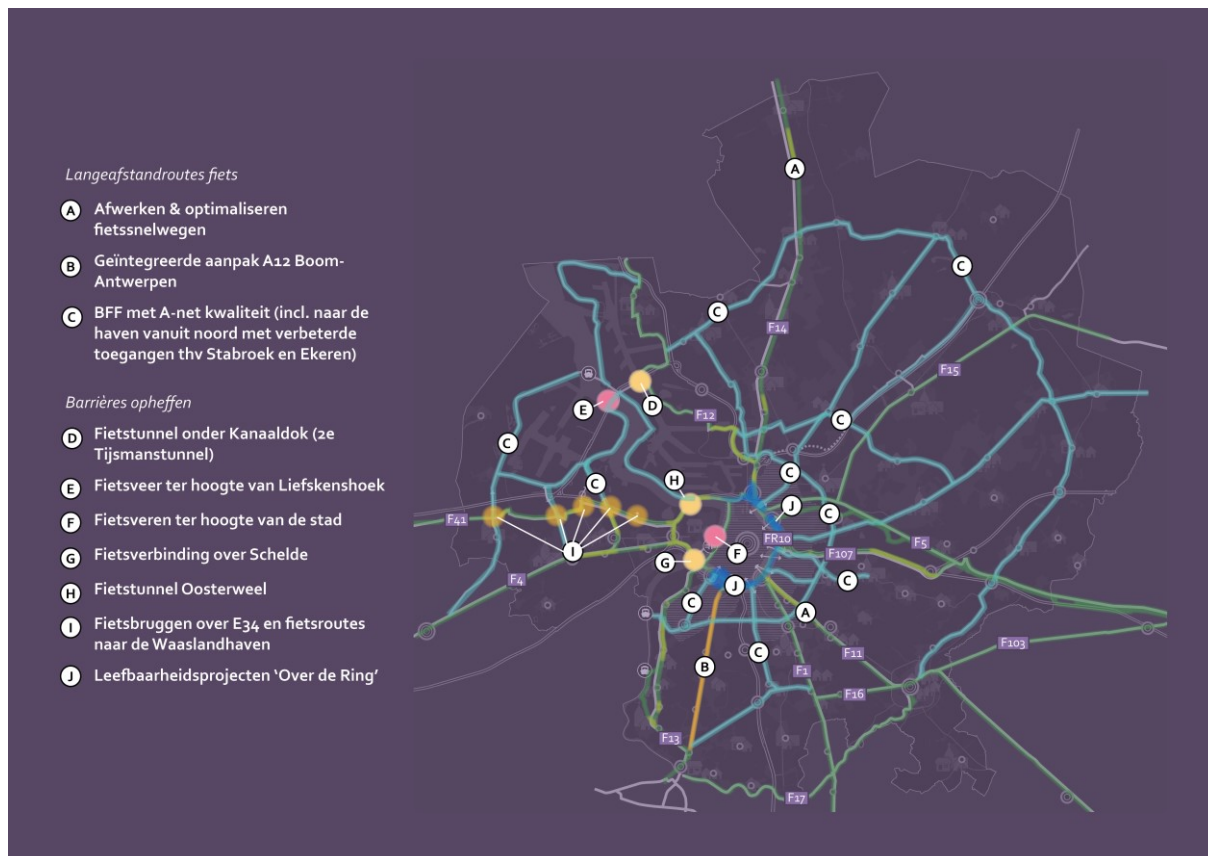 Langeafstandroutes fiets
A Afwerken & optimaliseren
fietssnelwegen
B Geïntegreerde aanpak A12 Boom-
Antwerpen
C BFF met A-net kwaliteit (incl. naar de
haven vanuit noord met verbeterde
toegangen thv Stabroek en Ekeren)
Barrières opheffen
D Fietstunnel onder Kanaaldok (2e
Tijsmanstunnel)
E Fietsveer ter hoogte van Liefskenshoek
F Fietsveren ter hoogte van de stad
G Fietsverbinding over Schelde
H Fietstunnel Oosterweel
I Fietsbruggen over E34 en fietsroutes
naar de Waaslandhaven
J Leefbaarheidsprojecten ‘Over de Ring’
A
C
C
F14
F15
E
D
F12
C
C
C
H
C
J
C
F41
I
FR10
F
F107
F5
G
F4
J
C
C
A
B
C
F11
F103
F1
F16
F13
F17